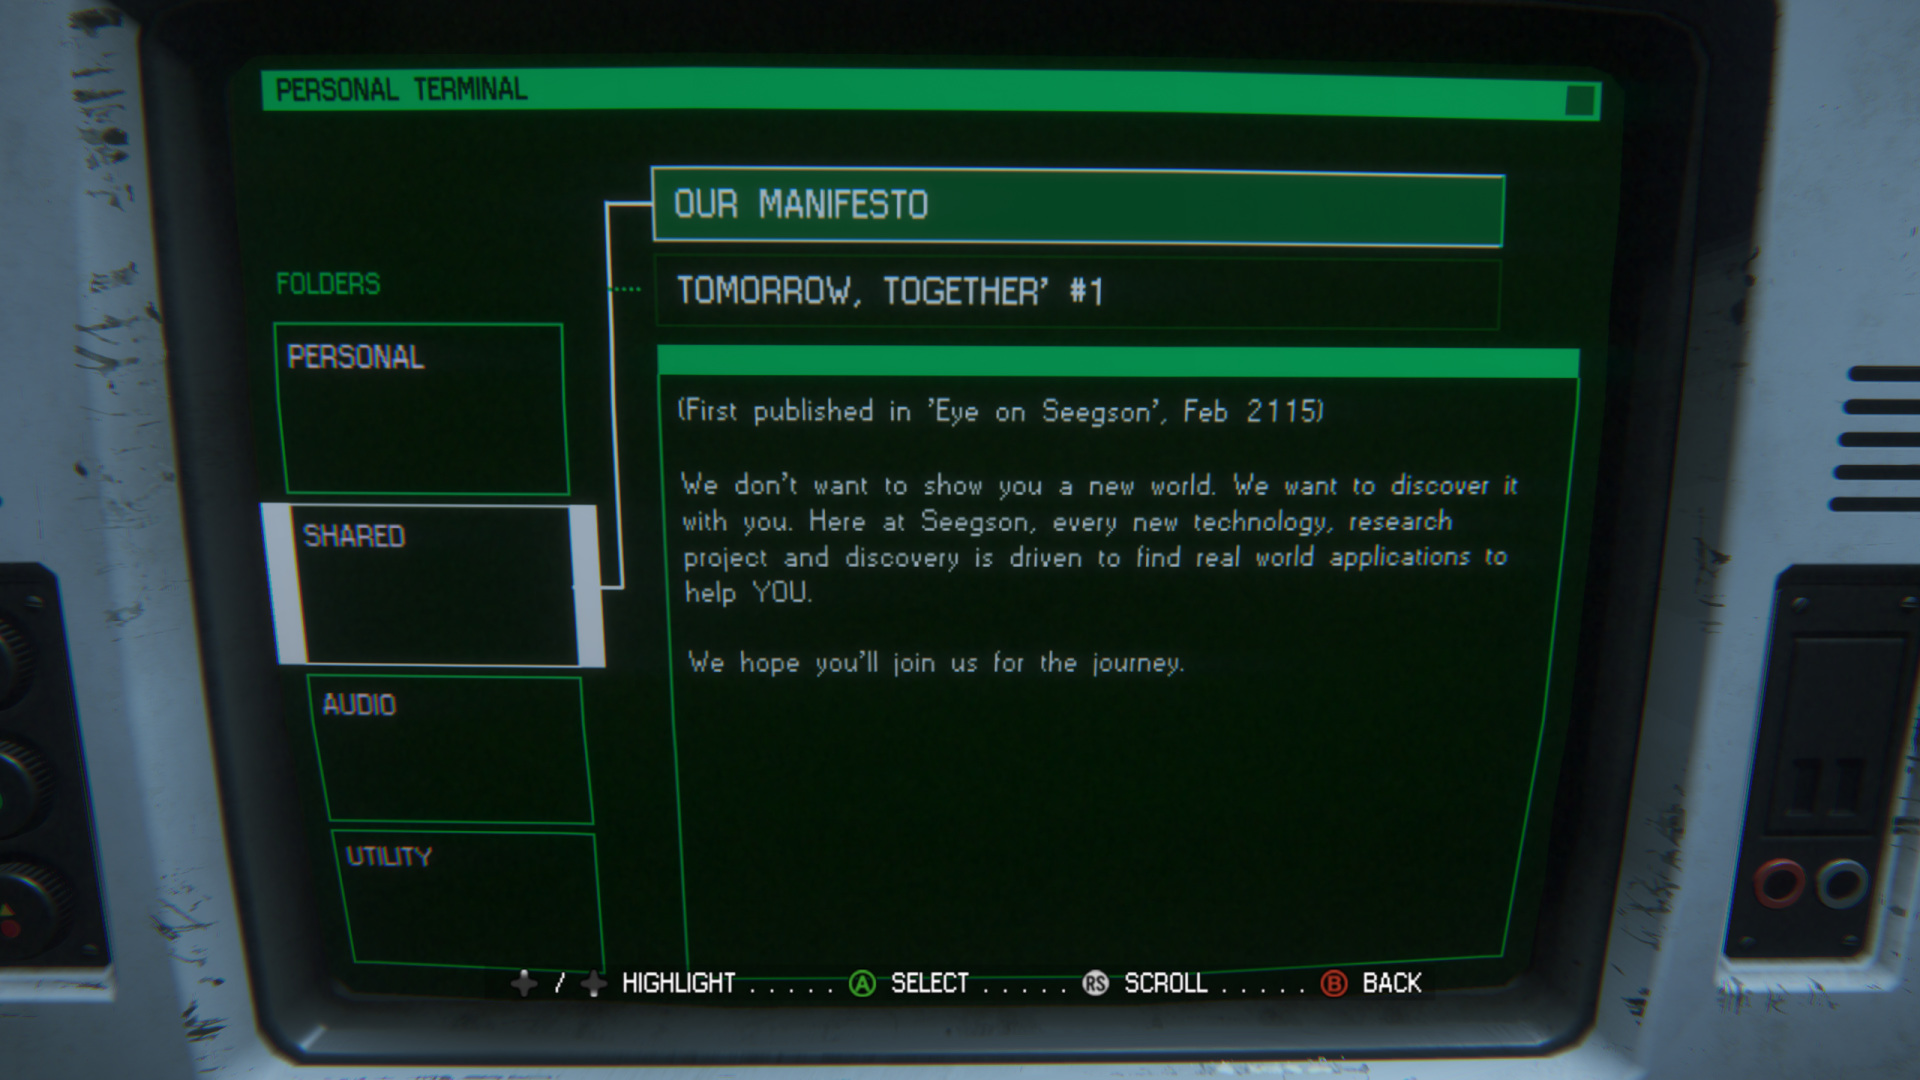 PERSONAL TERMINAL
OUR MANIFESTO
TOMORROW, TOGETHER' #1
FOLDERS
PERSONAL
SHARED
AUDIO
UTILITY
(First published in 'Eye on Seegson', Feb 2115)
We don't want to show you a new world. We want to discover it
with you. Here at Seegson, every new technology, research
project and discovery is driven to find real world applications to
help YOU.
We hope you'll join us for the journey.
/ HIGHLIGHT ..... A SELECT ..... RS SCROLL ..... B BACK